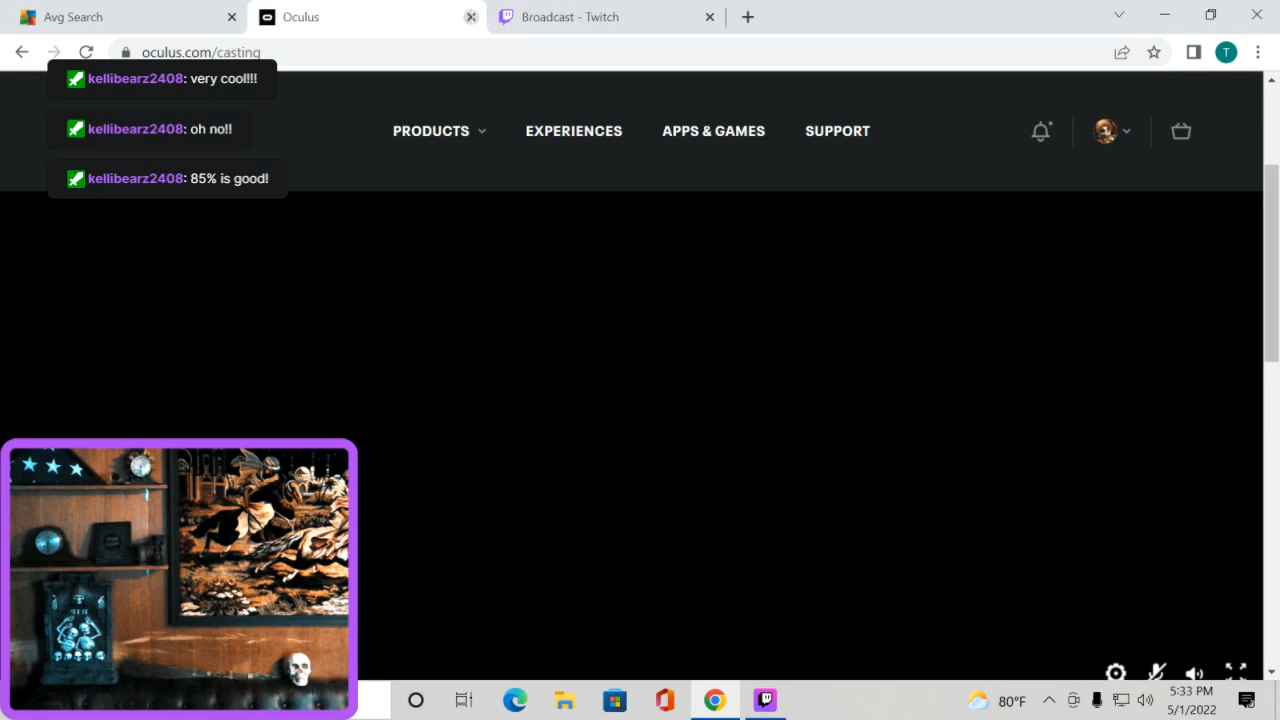 Avg Search
Oculus
Broadcast - Twitch
oculus.com/casting
T
kellibearz2408: very cool!!!
kellibearz2408: oh no!!
kellibearz2408: 85% is good!
PRODUCTS
EXPERIENCES
APPS & GAMES
SUPPORT
80°F
5:33 PM
5/1/2022